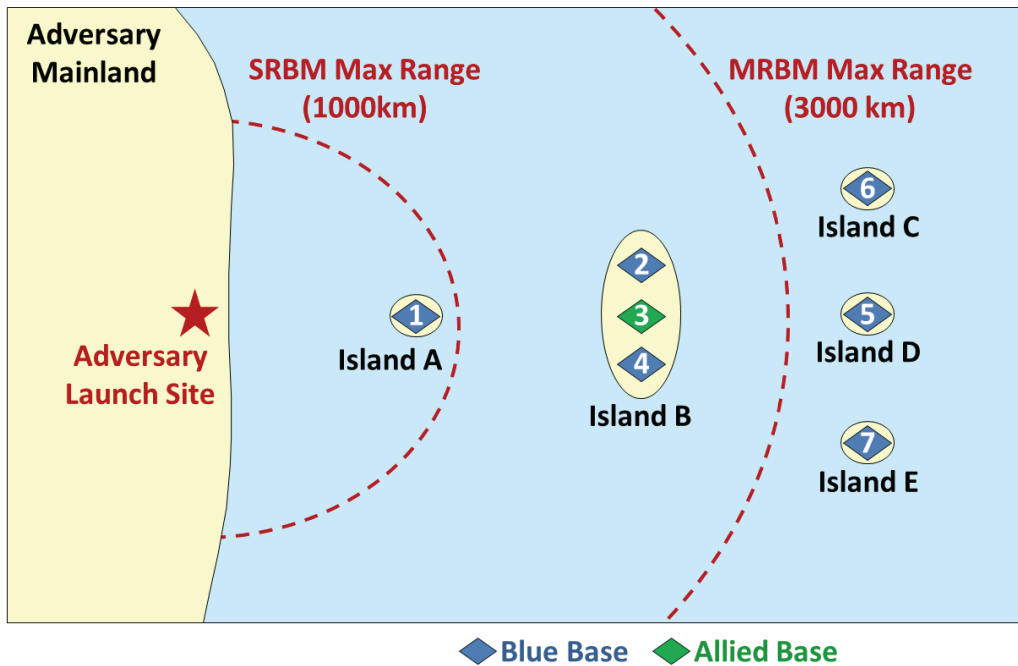 Adversary
Mainland
SRBM Max Range
(1000km)
MRBM Max Range
(3000 km)
6
Island C
2
1
3
5
Island A
Island D
Adversary
Launch Site
4
Island B
7
Island E
Blue Base
Allied Base